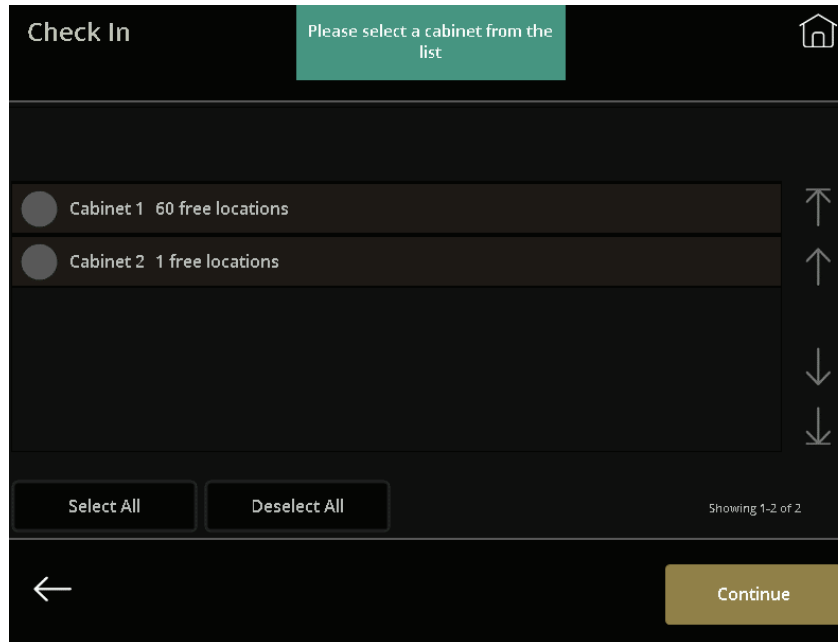 Check In
Please select a cabinet from the
list
Cabinet 1 60 free locations
Cabinet 2 1 free locations
Select All
Deselect All
Showing 1-2 of 2
Continue